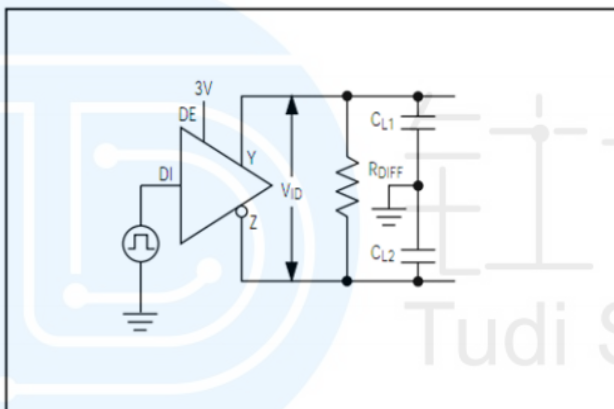 3V
DE
DI
Y
Z
V_ID
R_DIFF
C_L1
C_L2
Tudi S